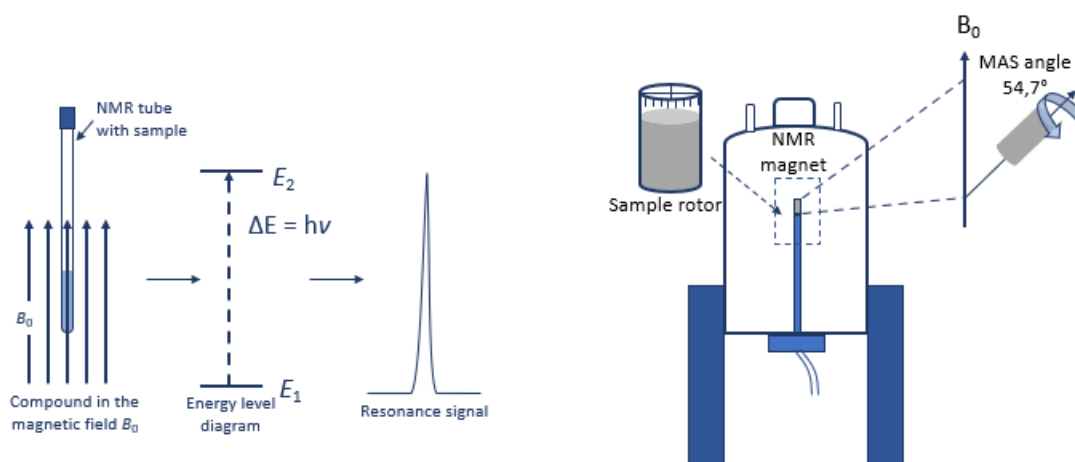 NMR tube
with sample
B₀
Compound in the
magnetic field B₀
E₂
ΔE = hν
E₁
Energy level
diagram
Resonance signal
Sample rotor
NMR
magnet
B₀
MAS angle
54,7°